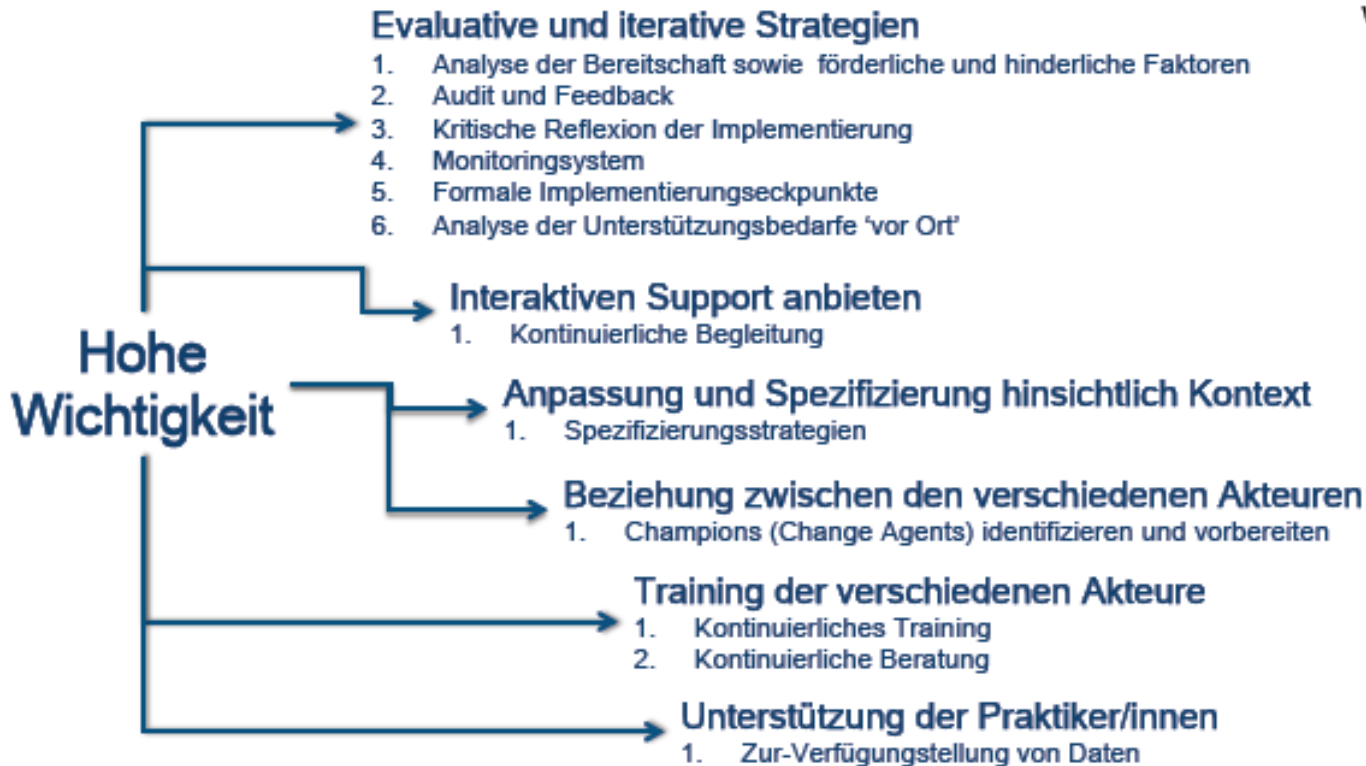 Evaluative und iterative Strategien
1. Analyse der Bereitschaft sowie förderliche und hinderliche Faktoren
2. Audit und Feedback
3. Kritische Reflexion der Implementierung
4. Monitoringsystem
5. Formale Implementierungseckpunkte
6. Analyse der Unterstützungsbedarfe ‘vor Ort’
Interaktiven Support anbieten
1. Kontinuierliche Begleitung
Hohe
Wichtigkeit
Anpassung und Spezifizierung hinsichtlich Kontext
1. Spezifizierungsstrategien
Beziehung zwischen den verschiedenen Akteuren
1. Champions (Change Agents) identifizieren und vorbereiten
Training der verschiedenen Akteure
1. Kontinuierliches Training
2. Kontinuierliche Beratung
Unterstützung der Praktiker/innen
1. Zur-Verfügungstellung von Daten